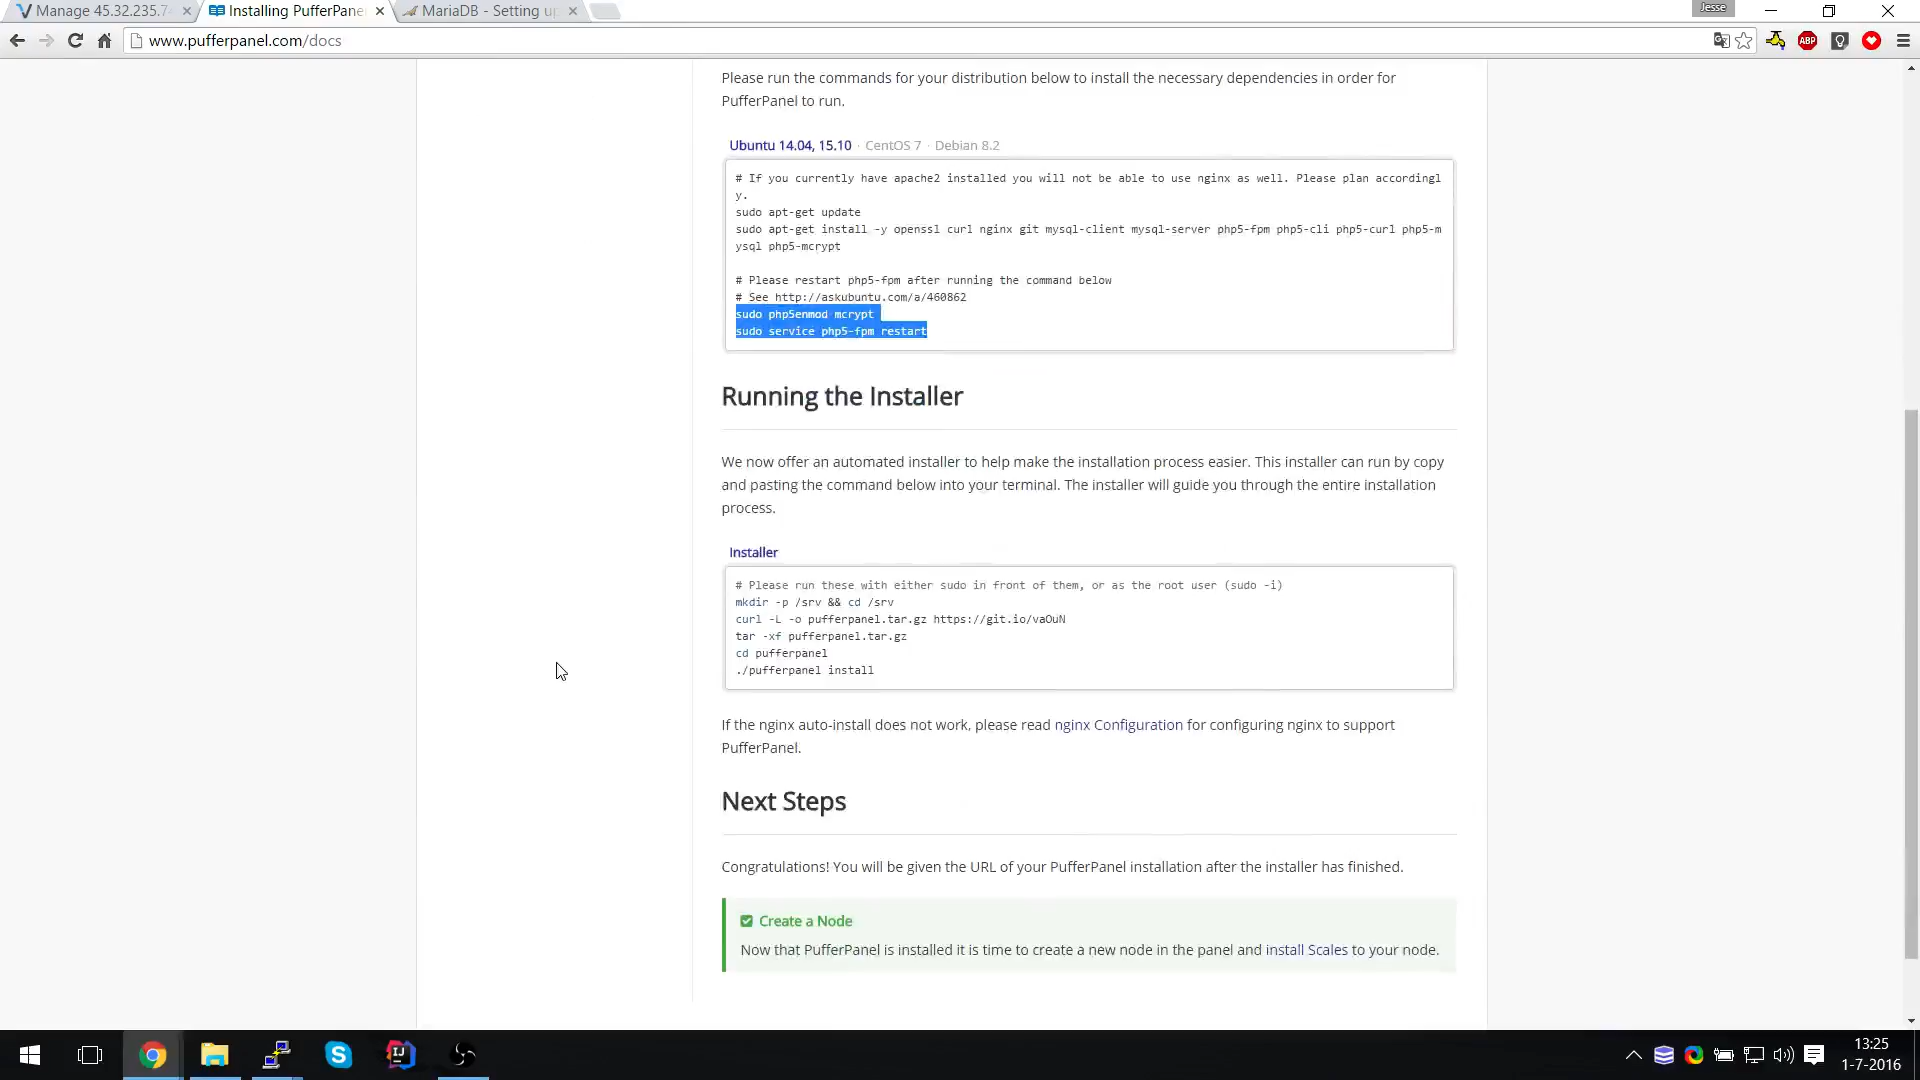 Manage 45.32.235.7
Installing PufferPane
MariaDB - Setting u
Jesse
www.pufferpanel.com/docs
ABP
Please run the commands for your distribution below to install the necessary dependencies in order for
PufferPanel to run.
Ubuntu 14.04, 15.10 · CentOS 7 · Debian 8.2
# If you currently have apache2 installed you will not be able to use nginx as well. Please plan accordingl
y.
sudo apt-get update
sudo apt-get install -y openssl curl nginx git mysql-client mysql-server php5-fpm php5-cli php5-curl php5-m
ysql php5-mcrypt
# Please restart php5-fpm after running the command below
# See http://askubuntu.com/a/460862
sudo php5enmod mcrypt
sudo service php5-fpm restart
Running the Installer
We now offer an automated installer to help make the installation process easier. This installer can run by copy
and pasting the command below into your terminal. The installer will guide you through the entire installation
process.
Installer
# Please run these with either sudo in front of them, or as the root user (sudo -i)
mkdir -p /srv && cd /srv
curl -L -o pufferpanel.tar.gz https://git.io/vaOuN
tar -xf pufferpanel.tar.gz
cd pufferpanel
./pufferpanel install
If the nginx auto-install does not work, please read nginx Configuration for configuring nginx to support
PufferPanel.
Next Steps
Congratulations! You will be given the URL of your PufferPanel installation after the installer has finished.
Create a Node
Now that PufferPanel is installed it is time to create a new node in the panel and install Scales to your node.
13:25
1-7-2016